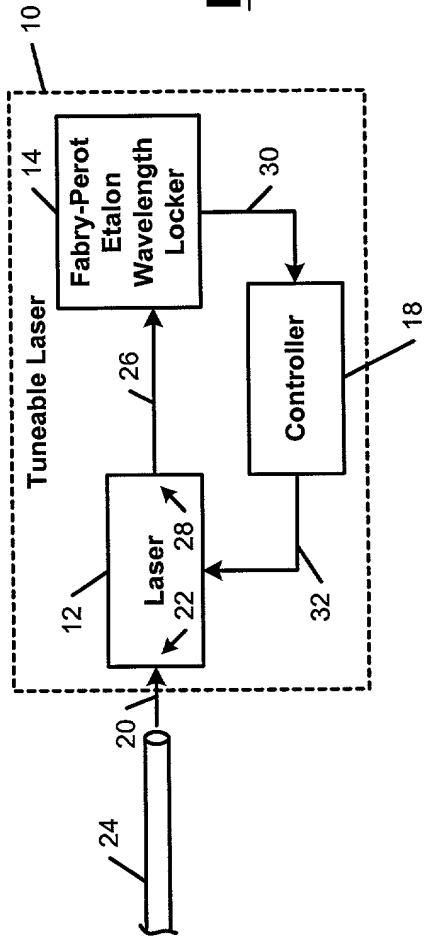 10
Tuneable Laser
14
Fabry-Perot
Etalon
Wavelength
Locker
12
26
Laser
22
28
20
24
30
Controller
32
18